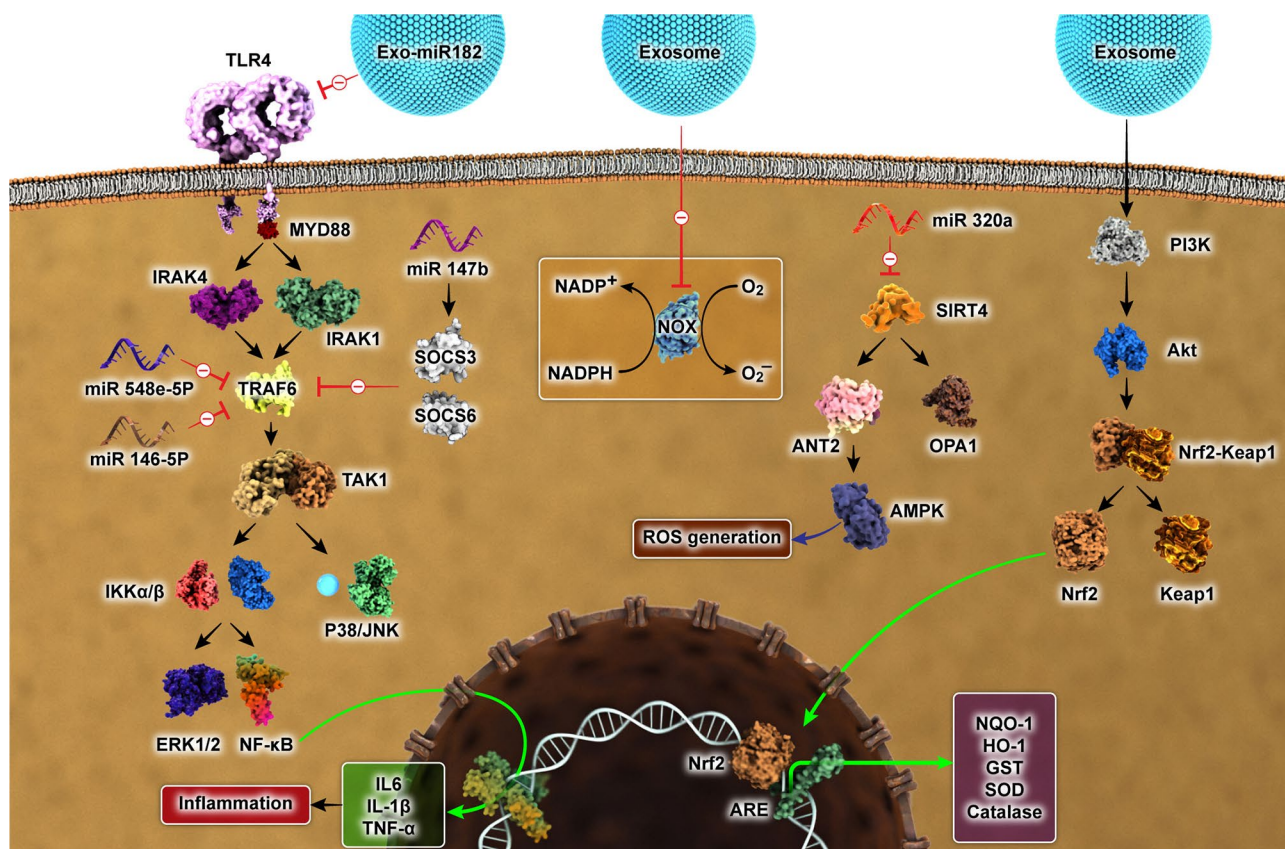 Exo-miR182
Exosome
Exosome
TLR4
MYD88
IRAK4
IRAK1
miR 147b
miR 548e-5P
TRAF6
SOCS3
SOCS6
miR 146-5P
TAK1
IKKα/β
P38/JNK
ERK1/2
NF-κB
Inflammation
IL6
IL-1β
TNF-α
NADP+
O2
NOX
NADPH
O2−
miR 320a
SIRT4
ANT2
OPA1
AMPK
ROS generation
PI3K
Akt
Nrf2-Keap1
Nrf2
Keap1
Nrf2
ARE
NQO-1
HO-1
GST
SOD
Catalase